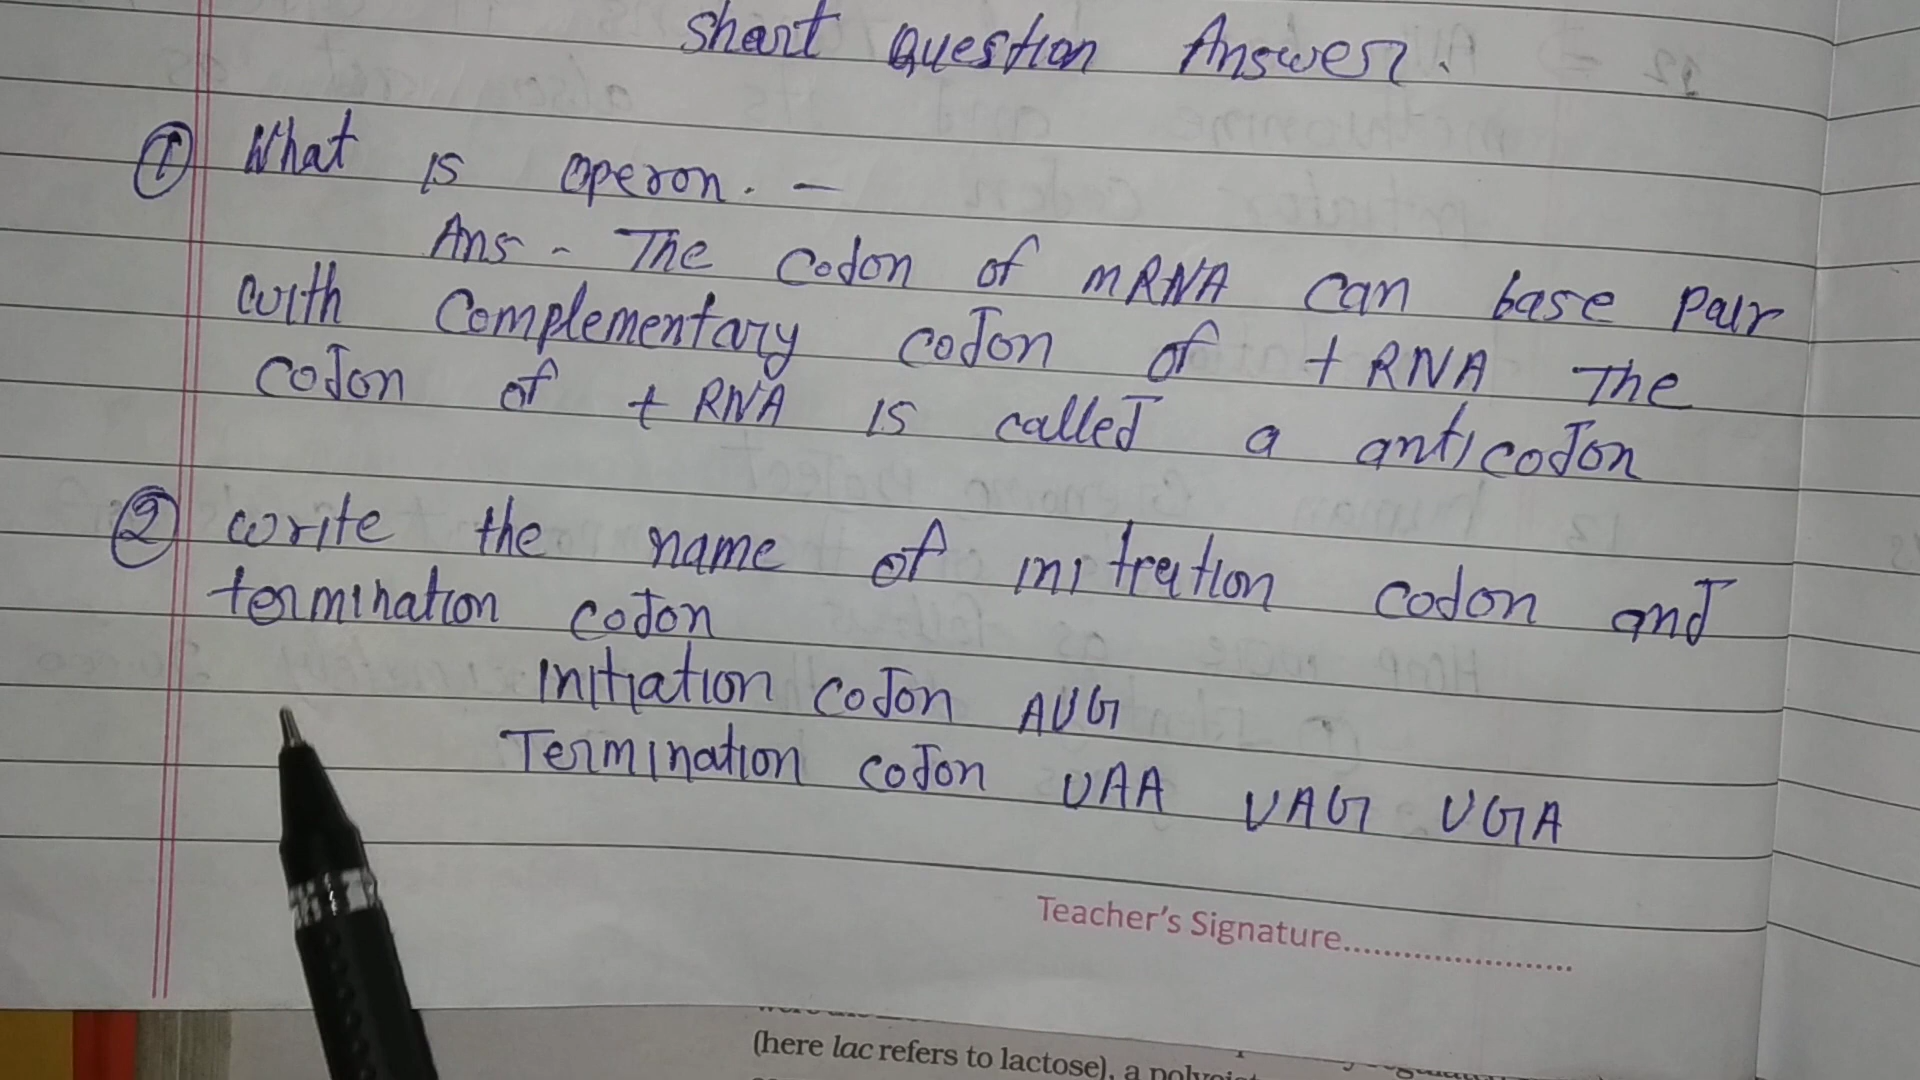 Short question Answer.
① What is operon. -
Ans - The codon of mRNA can base pair
with complementary codon of tRNA The
codon of tRNA is called a anticodon
② write the name of initretion codon and
termination codon
initiation codon AUG
Termination codon UAA UAG UGA
Teacher's Signature........................
(here lac refers to lactose), a